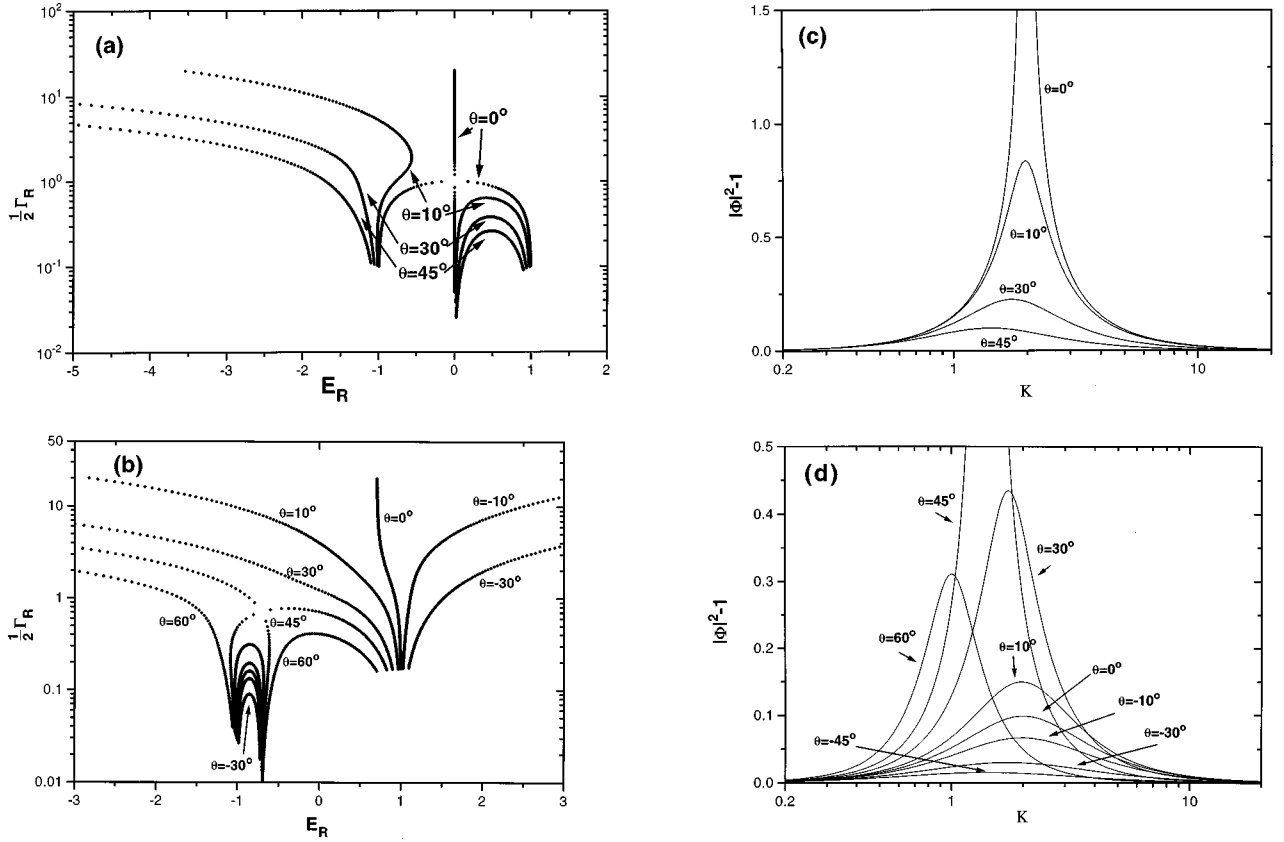 (a)
10²
10¹
10⁰
10⁻¹
10⁻²
½Γ_R
θ=0°
θ=10°
θ=30°
θ=45°
-5 -4 -3 -2 -1 0 1 2
E_R
(c)
1.5
1.0
0.5
0.0
|Φ|²-1
θ=0°
θ=10°
θ=30°
θ=45°
0.2 1 10
K
(b)
50
10
1
0.1
0.01
½Γ_R
θ=10°
θ=0°
θ=-10°
θ=30°
θ=-30°
θ=60°
θ=45°
θ=60°
θ=-30°
-3 -2 -1 0 1 2 3
E_R
(d)
0.5
0.4
0.3
0.2
0.1
0.0
|Φ|²-1
θ=45°
θ=30°
θ=60°
θ=10°
θ=0°
θ=-10°
θ=-45°
θ=-30°
0.2 1 10
K